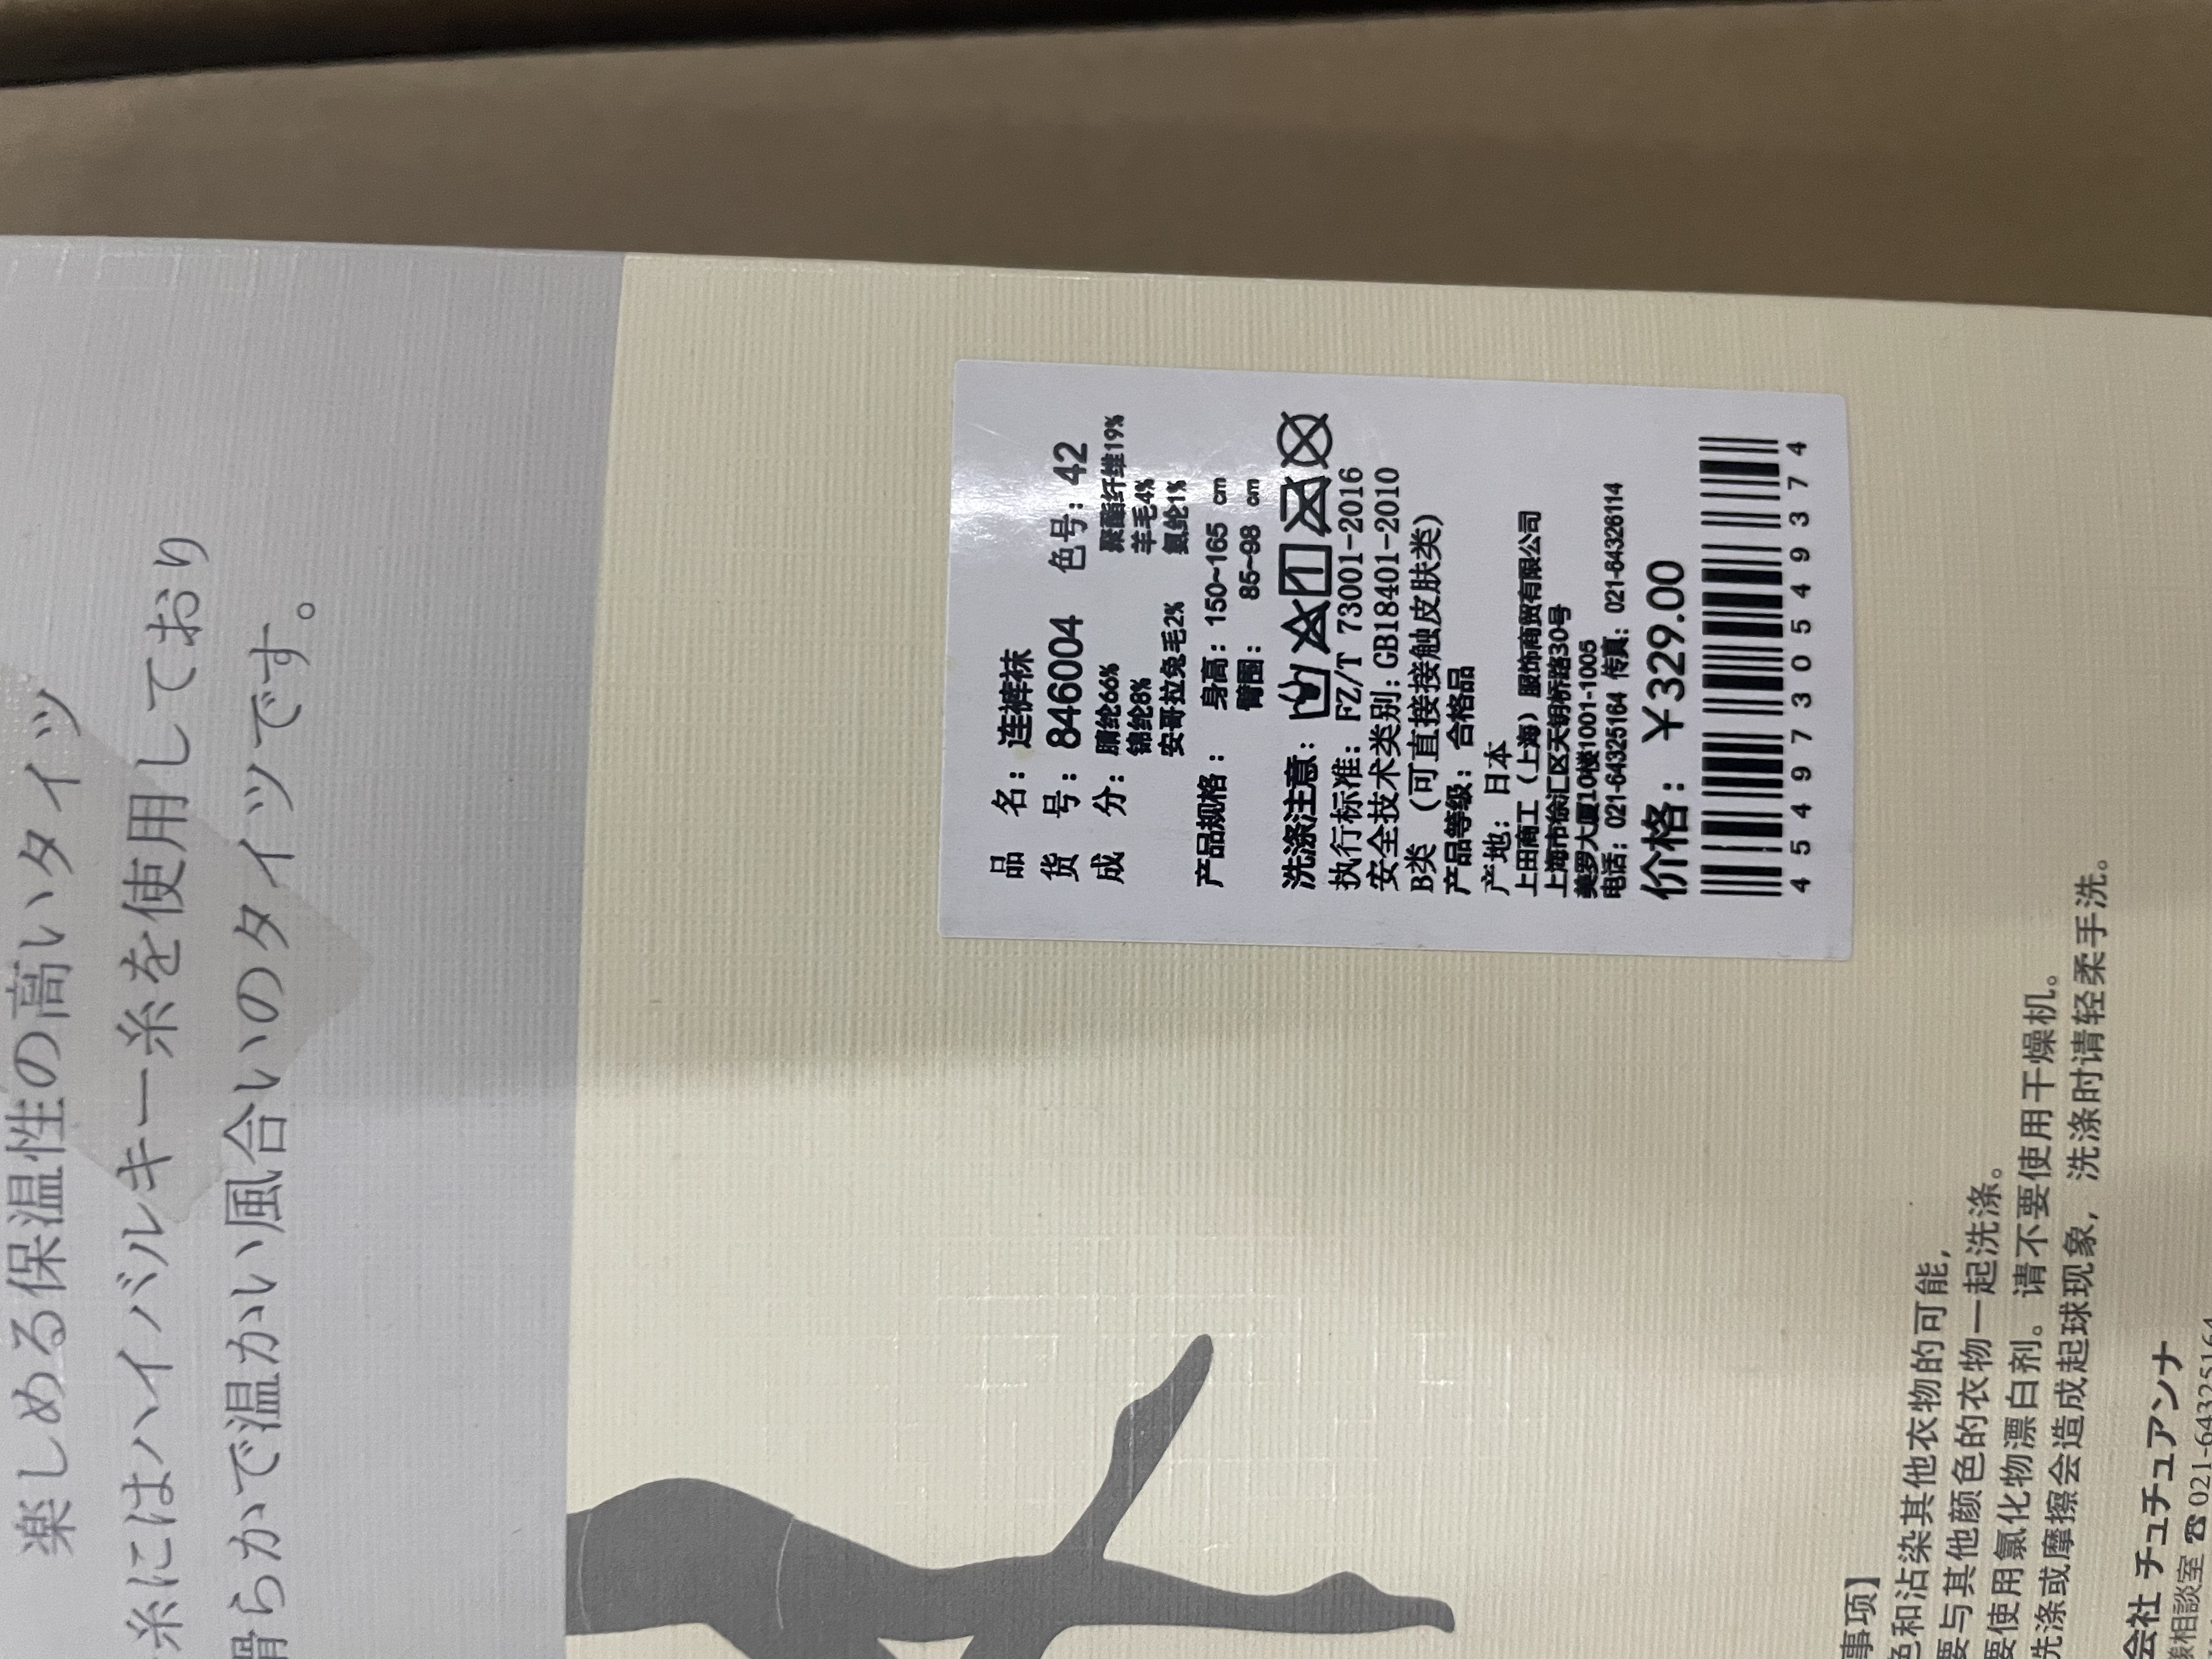 楽しめる保温性の高いタイツ
糸にはハイバルキー糸を使用しており
滑らかで温かい風合いのタイツです。
品 名：连裤袜
货 号：846004 色号：42
成 分：腈纶66% 聚酯纤维19%
锦纶8% 羊毛4%
安哥拉兔毛2% 氨纶1%
产品规格： 身高：150~165 cm
臀围： 85~98 cm
洗涤注意：
执行标准：FZ/T 73001-2016
安全技术类别：GB18401-2010
B类 （可直接接触皮肤类）
产品等级：合格品
产地：日本
上田商工（上海）服饰商贸有限公司
上海市徐汇区天钥桥路30号
美罗大厦10楼1001-1005
电话：021-64325164 传真：021-64326114
价格：￥329.00
4549730549374
事项】
色和沾染其他衣物的可能，
要与其他颜色的衣物一起洗涤。
要使用氯化物漂白剂。请不要使用干燥机。
洗涤或摩擦会造成起球现象，洗涤时请轻柔手洗。
会社 チュチュアンナ
相談室 ☎ 021-64325164